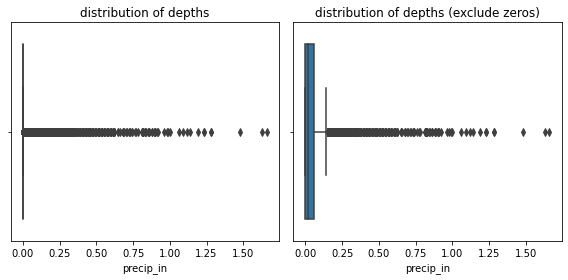 distribution of depths
distribution of depths (exclude zeros)
0.00 0.25 0.50 0.75 1.00 1.25 1.50
0.00 0.25 0.50 0.75 1.00 1.25 1.50
precip_in
precip_in